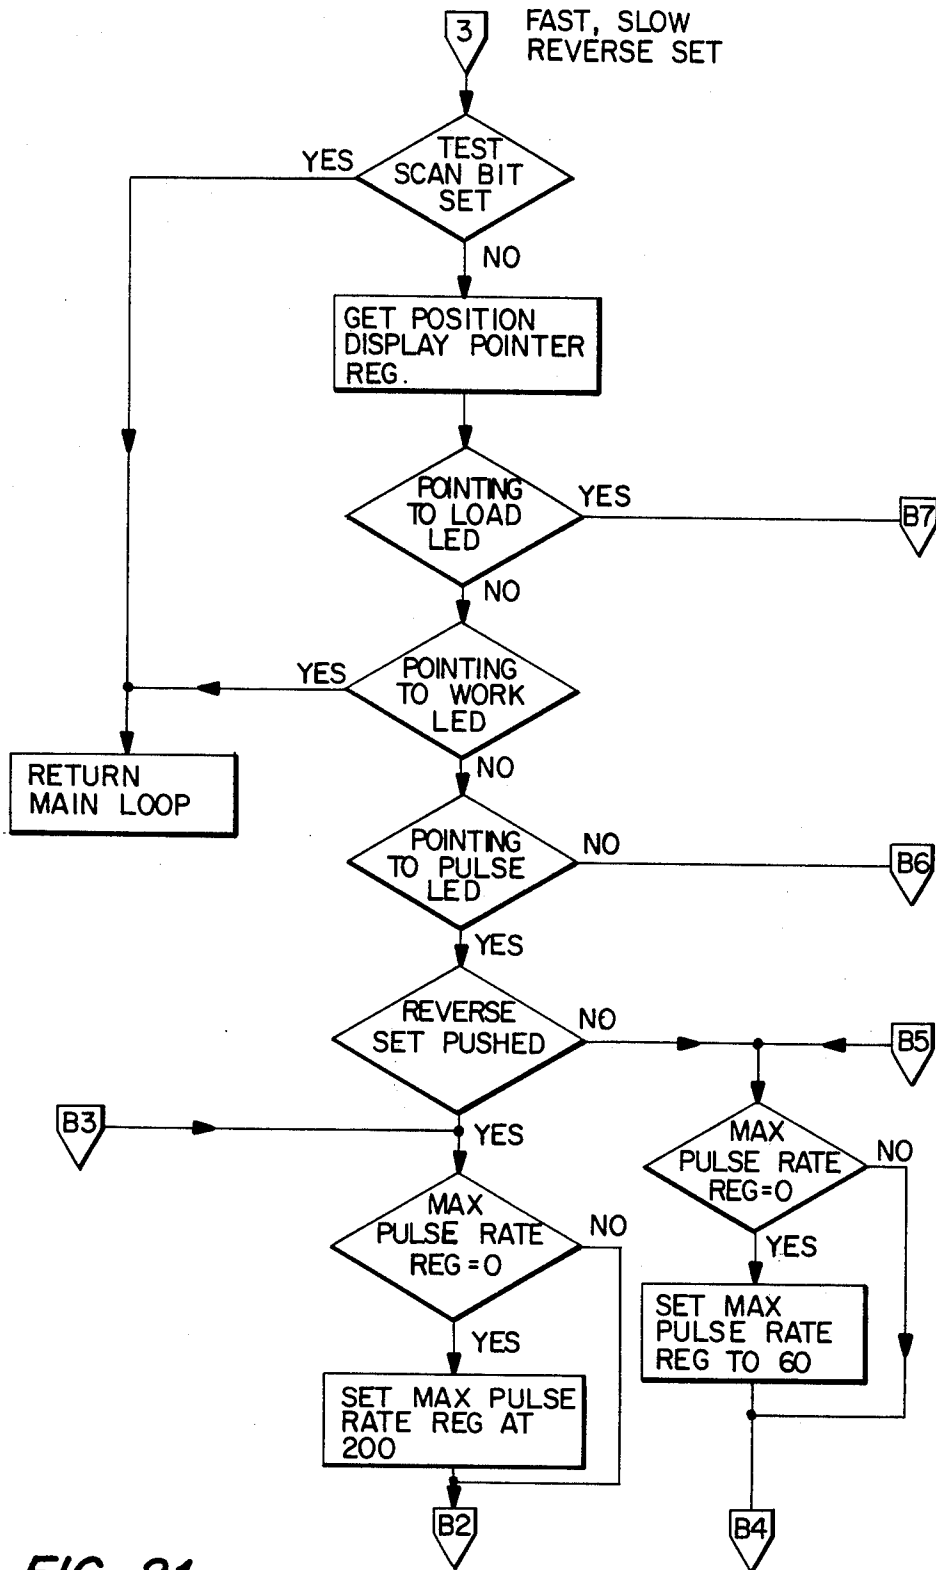 3
FAST, SLOW
REVERSE SET
TEST
SCAN BIT
SET
YES
NO
GET POSITION
DISPLAY POINTER
REG.
POINTING
TO LOAD
LED
YES
B7
NO
POINTING
TO WORK
LED
YES
RETURN
MAIN LOOP
NO
POINTING
TO PULSE
LED
NO
B6
YES
REVERSE
SET PUSHED
NO
B5
B3
YES
MAX
PULSE RATE
REG=0
NO
MAX
PULSE RATE
REG=0
NO
YES
SET MAX
PULSE RATE
REG TO 60
YES
SET MAX PULSE
RATE REG AT
200
B2
B4